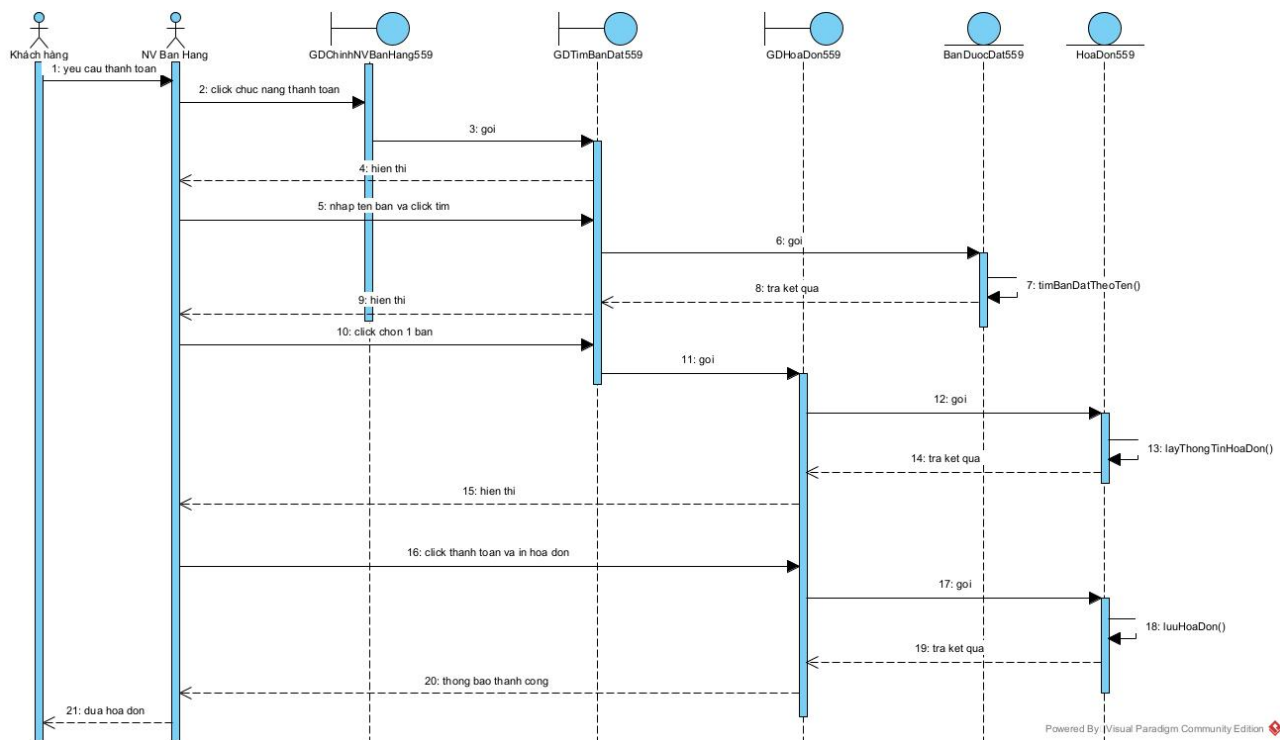 Khách hàng
NV Ban Hang
GDChinhNVBanHang559
GDTimBanDat559
GDHoaDon559
BanDuocDat559
HoaDon559
1: yeu cau thanh toan
2: click chuc nang thanh toan
3: goi
4: hien thi
5: nhap ten ban va click tim
6: goi
7: timBanDatTheoTen()
8: tra ket qua
9: hien thi
10: click chon 1 ban
11: goi
12: goi
13: layThongTinHoaDon()
14: tra ket qua
15: hien thi
16: click thanh toan va in hoa don
17: goi
18: luuHoaDon()
19: tra ket qua
20: thong bao thanh cong
21: dua hoa don
Powered By Visual Paradigm Community Edition